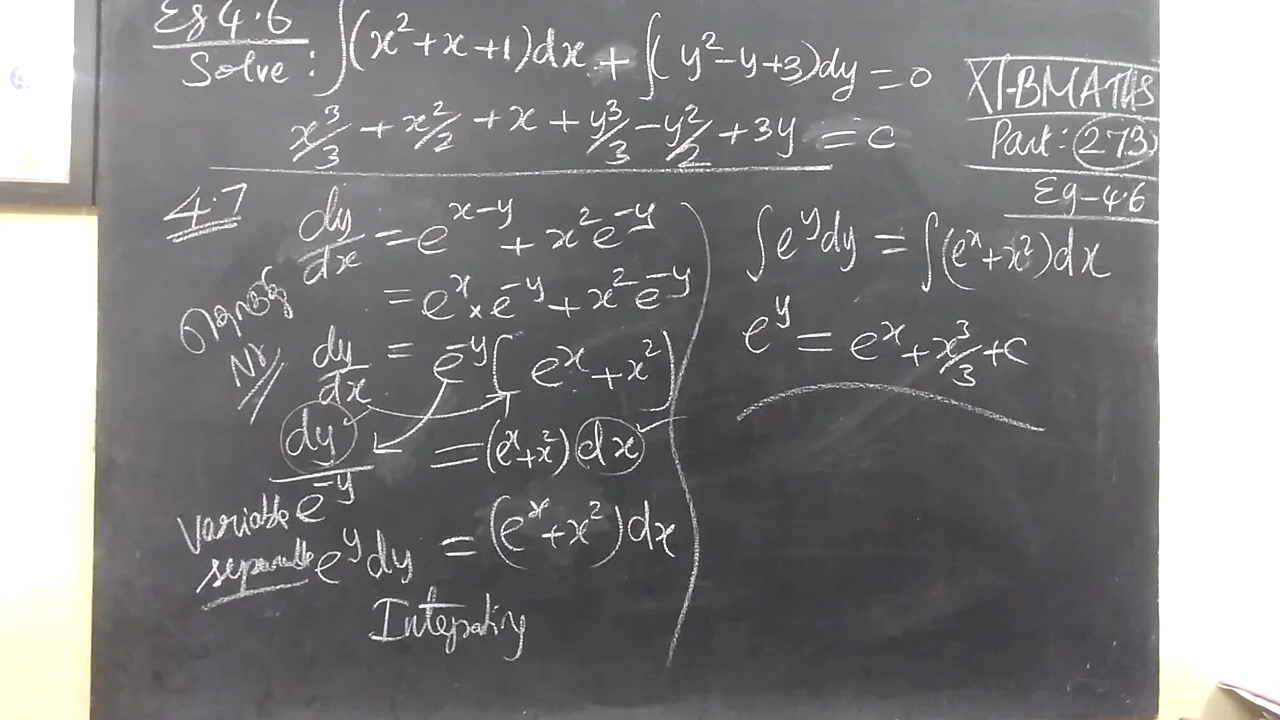 Eg 4.6
Solve : ∫(x²+x+1)dx + ∫(y²-y+3)dy = 0
x³/3 + x²/2 + x + y³/3 - y²/2 + 3y = c
XI-BMATHS
Part: 273
Eg-4.6
4.7
dy/dx = e^(x-y) + x²e^(-y)
= e^x × e^(-y) + x² e^(-y)
Nr
dy/dx = e^(-y)[e^x + x²]
dy/e^(-y) = (e^x + x²) dx
variable
separable
e^y dy = (e^x + x²) dx
Integrating
∫e^y dy = ∫(e^x + x²)dx
e^y = e^x + x³/3 + c